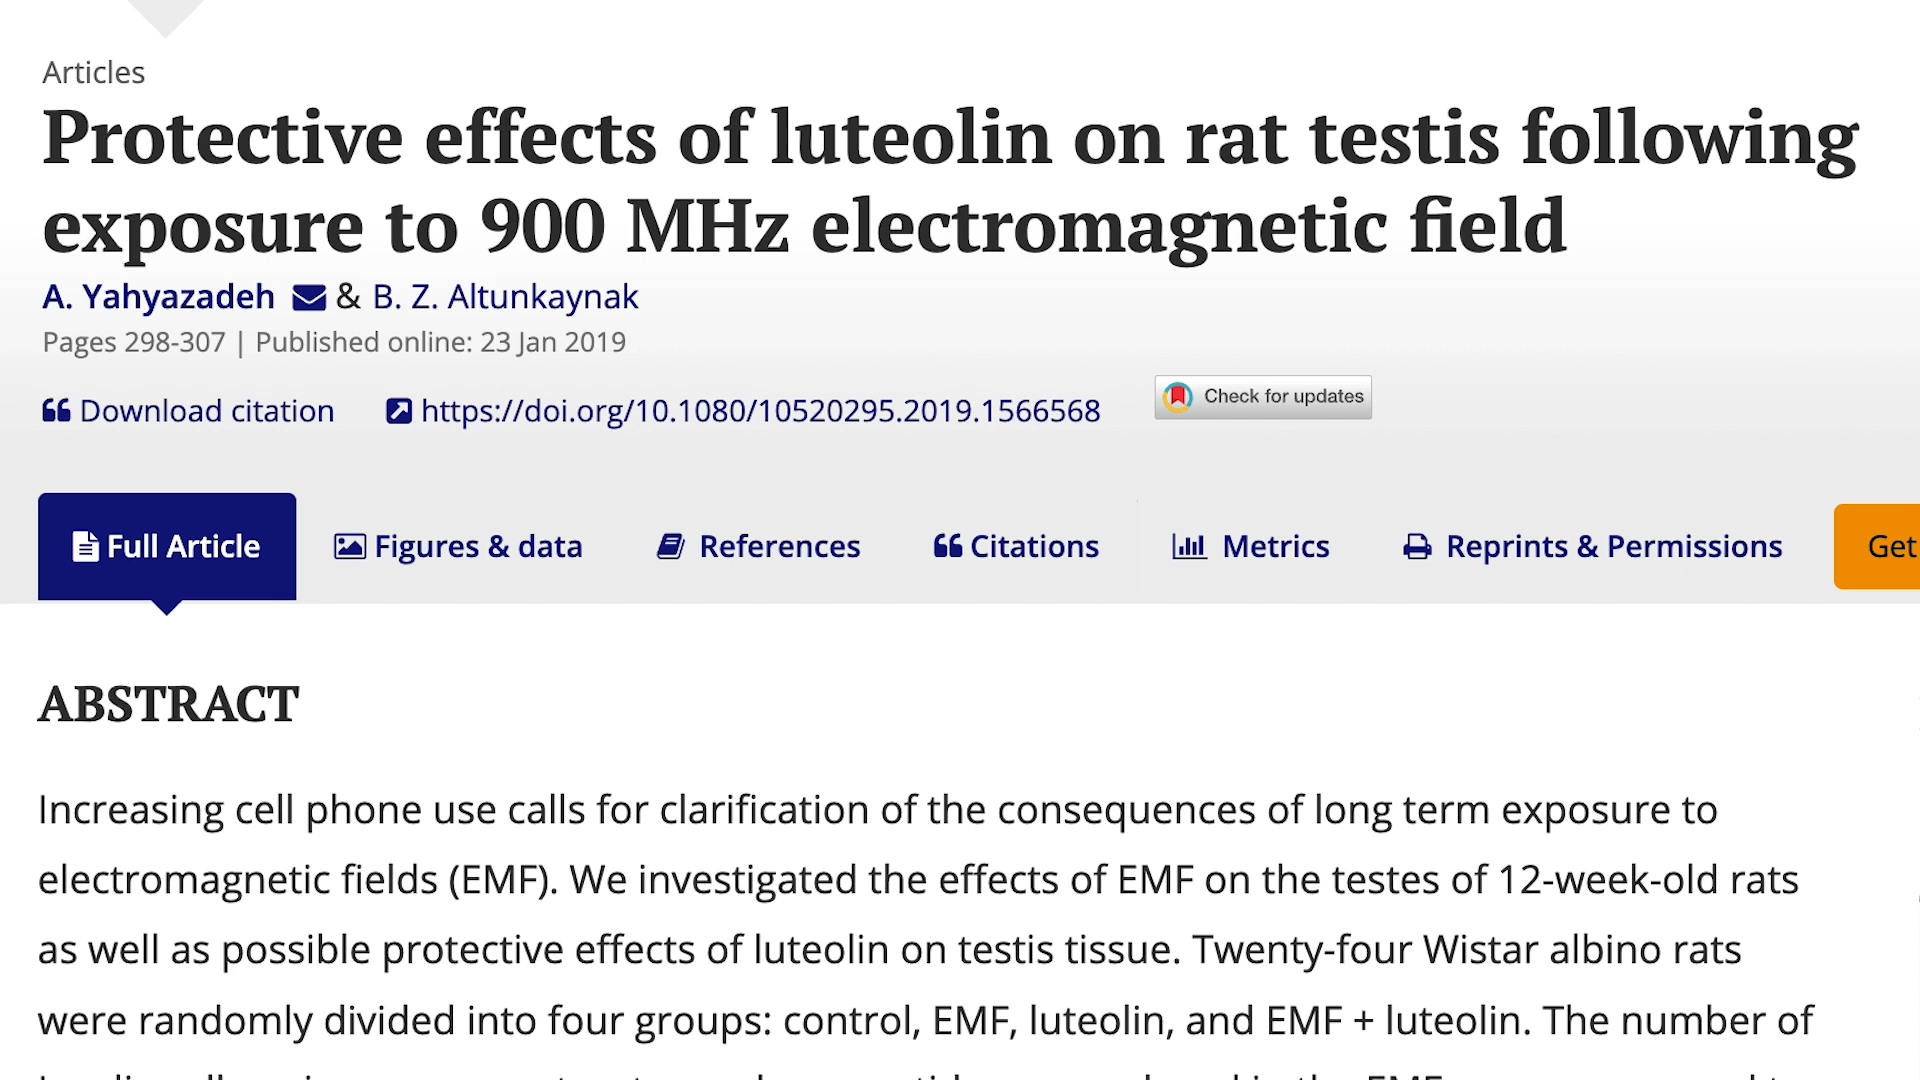 Articles
Protective effects of luteolin on rat testis following
exposure to 900 MHz electromagnetic field
A. Yahyazadeh & B. Z. Altunkaynak
Pages 298-307 | Published online: 23 Jan 2019
Download citation https://doi.org/10.1080/10520295.2019.1566568 Check for updates
Full Article Figures & data References Citations Metrics Reprints & Permissions Get
ABSTRACT
Increasing cell phone use calls for clarification of the consequences of long term exposure to
electromagnetic fields (EMF). We investigated the effects of EMF on the testes of 12-week-old rats
as well as possible protective effects of luteolin on testis tissue. Twenty-four Wistar albino rats
were randomly divided into four groups: control, EMF, luteolin, and EMF + luteolin. The number of